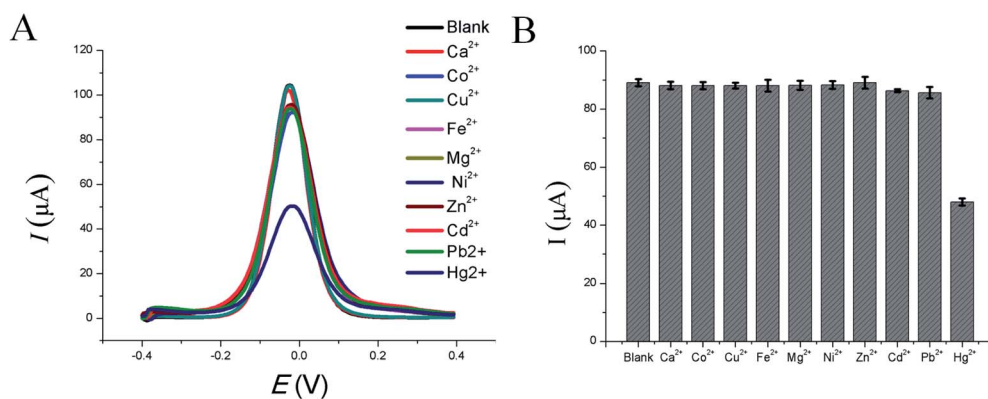 A
I (μA)
120
100
80
60
40
20
0
-0.4
-0.2
0.0
0.2
0.4
E (V)
Blank
Ca²⁺
Co²⁺
Cu²⁺
Fe²⁺
Mg²⁺
Ni²⁺
Zn²⁺
Cd²⁺
Pb2+
Hg2+
B
I (μA)
100
80
60
40
20
0
Blank Ca²⁺ Co²⁺ Cu²⁺ Fe²⁺ Mg²⁺ Ni²⁺ Zn²⁺ Cd²⁺ Pb²⁺ Hg²⁺